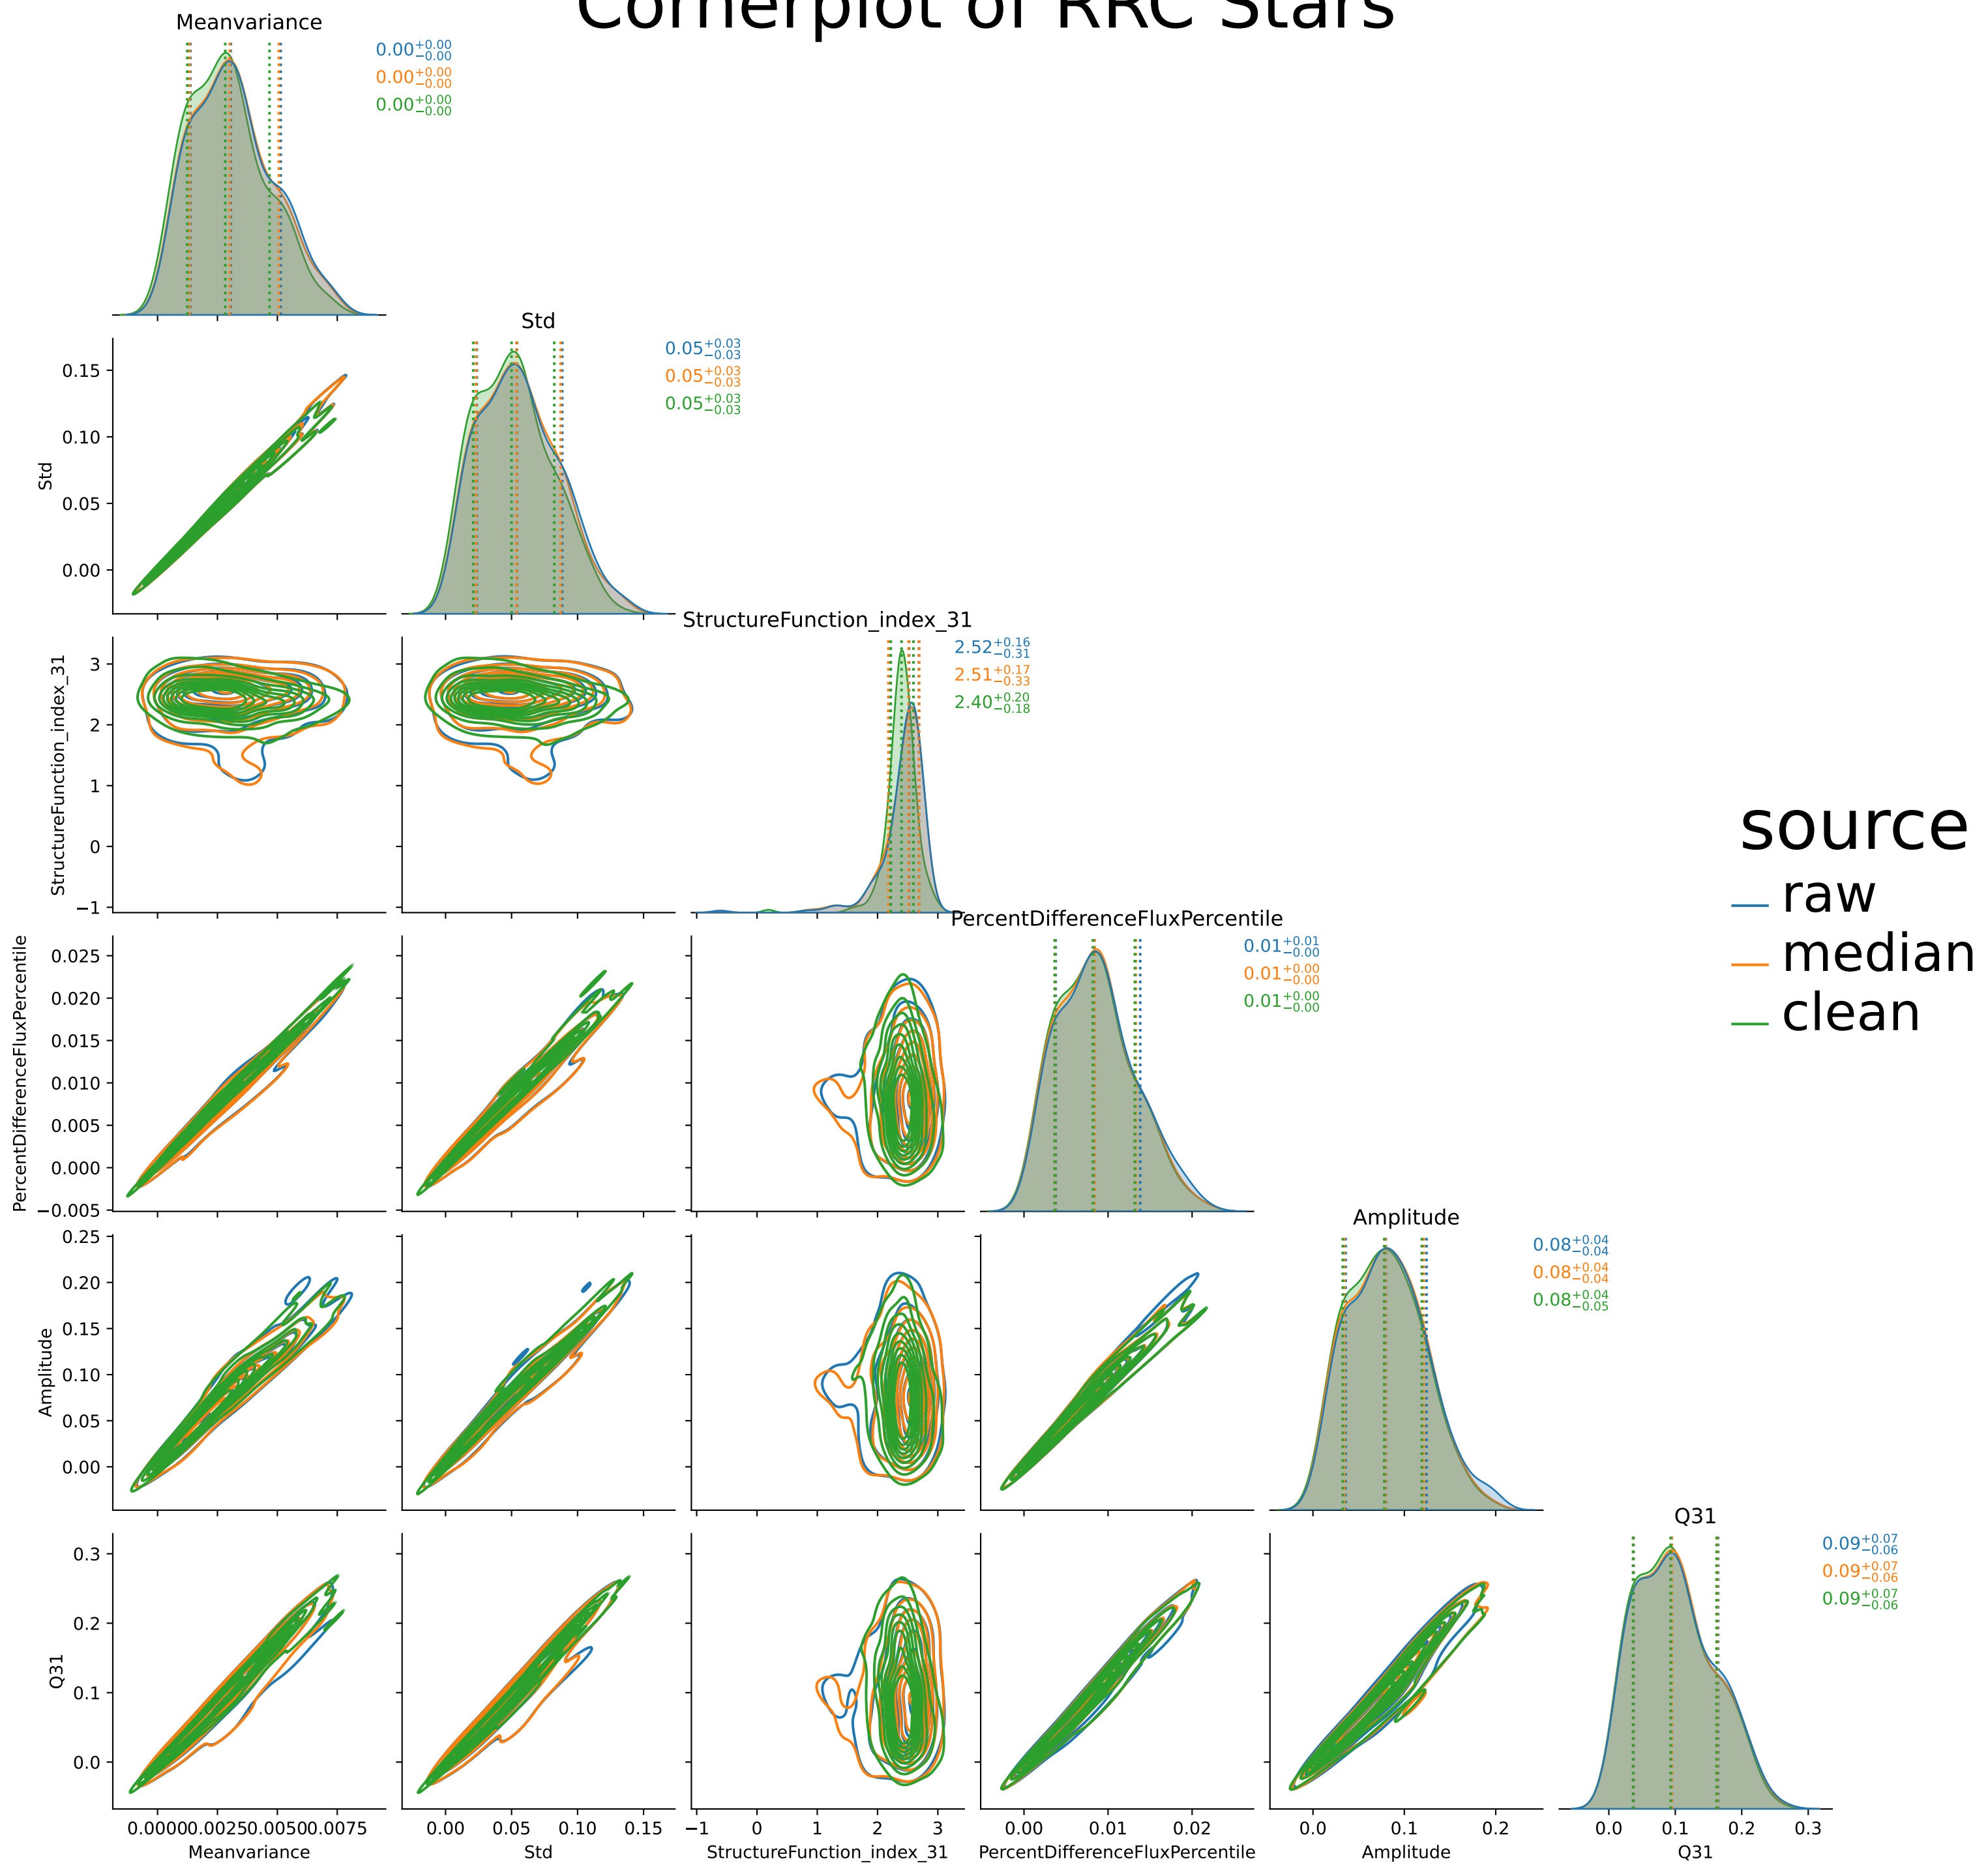 Cornerplot of RRC Stars
Meanvariance
0.00+0.00−0.00
0.00+0.00−0.00
0.00+0.00−0.00
Std
0.05+0.03−0.03
0.05+0.03−0.03
0.05+0.03−0.03
0.15
0.10
0.05
0.00
Std
StructureFunction_index_31
2.52+0.16−0.31
2.51+0.17−0.33
2.40+0.20−0.18
3
2
1
0
−1
StructureFunction_index_31
PercentDifferenceFluxPercentile
0.01+0.01−0.00
0.01+0.00−0.00
0.01+0.00−0.00
0.025
0.020
0.015
0.010
0.005
0.000
−0.005
PercentDifferenceFluxPercentile
source
raw
median
clean
Amplitude
0.08+0.04−0.04
0.08+0.04−0.04
0.08+0.04−0.05
0.25
0.20
0.15
0.10
0.05
0.00
Amplitude
Q31
0.09+0.07−0.06
0.09+0.07−0.06
0.09+0.07−0.06
0.3
0.2
0.1
0.0
Q31
0.0000 0.0025 0.0050 0.0075
Meanvariance
0.00 0.05 0.10 0.15
Std
−1 0 1 2 3
StructureFunction_index_31
0.00 0.01 0.02
PercentDifferenceFluxPercentile
0.0 0.1 0.2
Amplitude
0.0 0.1 0.2 0.3
Q31